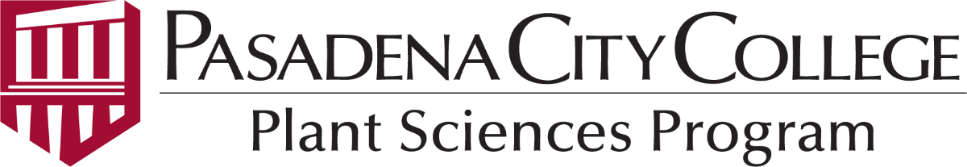 PASADENA CITY COLLEGE
Plant Sciences Program